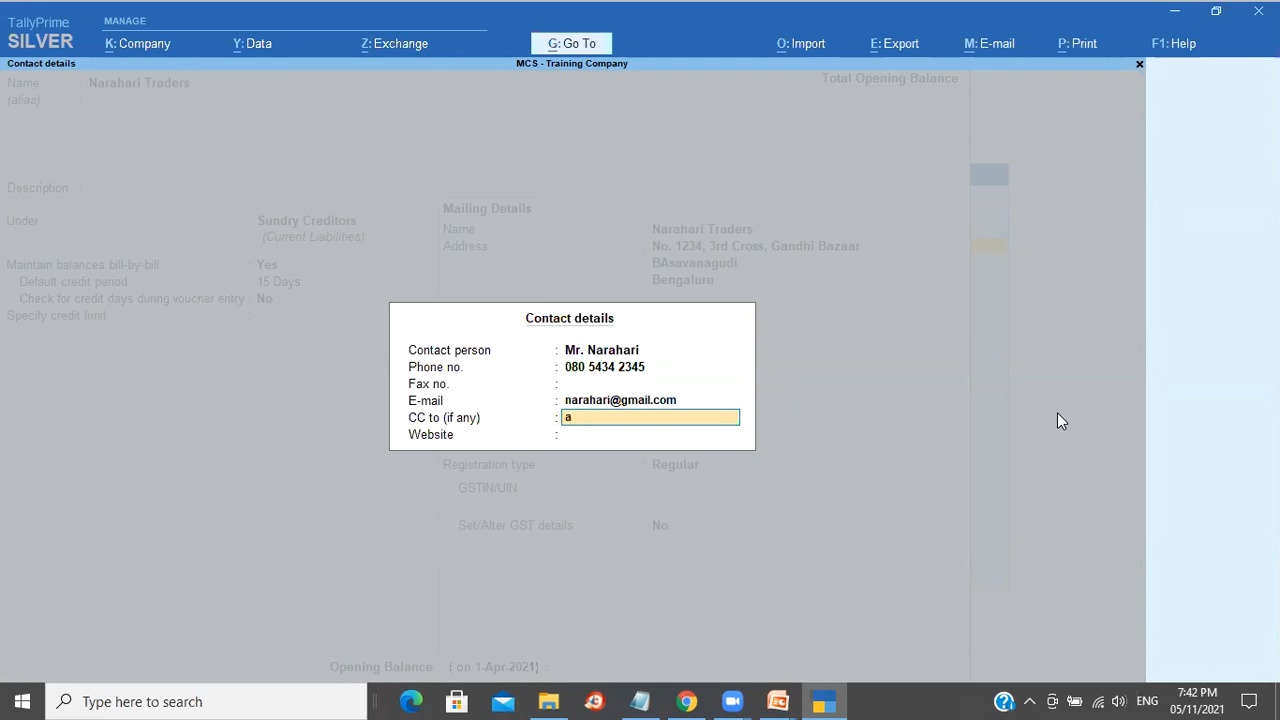 TallyPrime
MANAGE
SILVER
K: Company
Y: Data
Z: Exchange
G: Go To
O: Import
E: Export
M: E-mail
P: Print
F1: Help
Contact details
MCS - Training Company
Name
Narahari Traders
(alias) :
Total Opening Balance
Description :
Under : Sundry Creditors
(Current Liabilities)
Maintain balances bill-by-bill : Yes
Default credit period : 15 Days
Check for credit days during voucher entry : No
Specify credit limit :
Mailing Details
Name : Narahari Traders
Address : No. 1234, 3rd Cross, Gandhi Bazaar
BAsavanagudi
Bengaluru
Contact details
Contact person : Mr. Narahari
Phone no. : 080 5434 2345
Fax no. :
E-mail : narahari@gmail.com
CC to (if any) : a
Website :
Registration type : Regular
GSTIN/UIN
Set/Alter GST details : No
Opening Balance ( on 1-Apr-2021) :
Type here to search
ENG
7:42 PM
05/11/2021